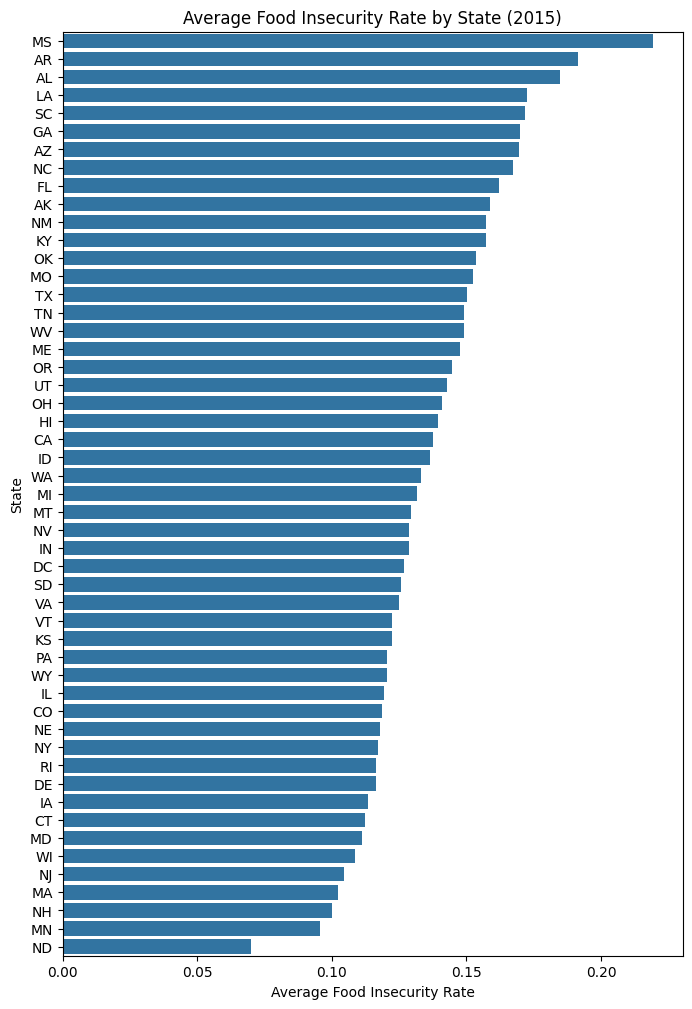 Average Food Insecurity Rate by State (2015)
MS
AR
AL
LA
SC
GA
AZ
NC
FL
AK
NM
KY
OK
MO
TX
TN
WV
ME
OR
UT
OH
HI
CA
ID
WA
MI
MT
NV
IN
DC
SD
VA
VT
KS
PA
WY
IL
CO
NE
NY
RI
DE
IA
CT
MD
WI
NJ
MA
NH
MN
ND
State
0.00 0.05 0.10 0.15 0.20
Average Food Insecurity Rate